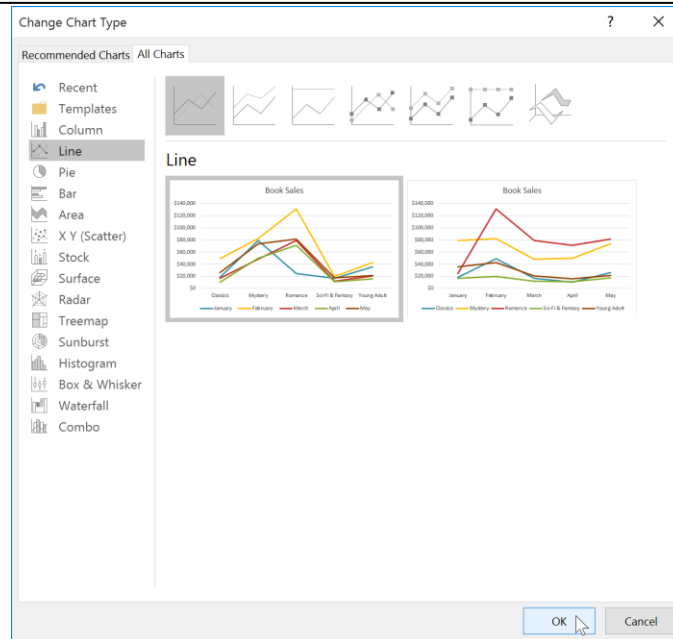 Change Chart Type ? ×
Recommended Charts All Charts
Recent
Templates
Column
Line
Pie
Bar
Area
X Y (Scatter)
Stock
Surface
Radar
Treemap
Sunburst
Histogram
Box & Whisker
Waterfall
Combo
Line
Book Sales
$140,000
$120,000
$100,000
$80,000
$60,000
$40,000
$20,000
$0
Classics Mystery Romance Sci-Fi & Fantasy Young Adult
January February March April May
Book Sales
$140,000
$120,000
$100,000
$80,000
$60,000
$40,000
$20,000
$0
January February March April May
Classics Mystery Romance Sci-Fi & Fantasy Young Adult
OK Cancel